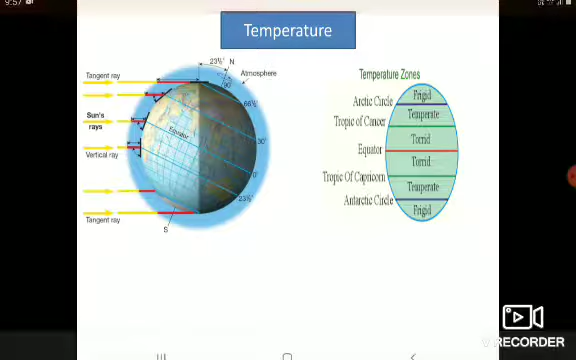 9:57
Temperature
23½° N
90°
Atmosphere
Tangent ray
66½°
Sun's
rays
Equator
30°
Vertical ray
0°
23½°
Tangent ray
S
Temperature Zones
Frigid
Arctic Circle
Temperate
Tropic of Cancer
Torrid
Equator
Torrid
Tropic Of Capricorn
Temperate
Antarctic Circle
Frigid
V RECORDER